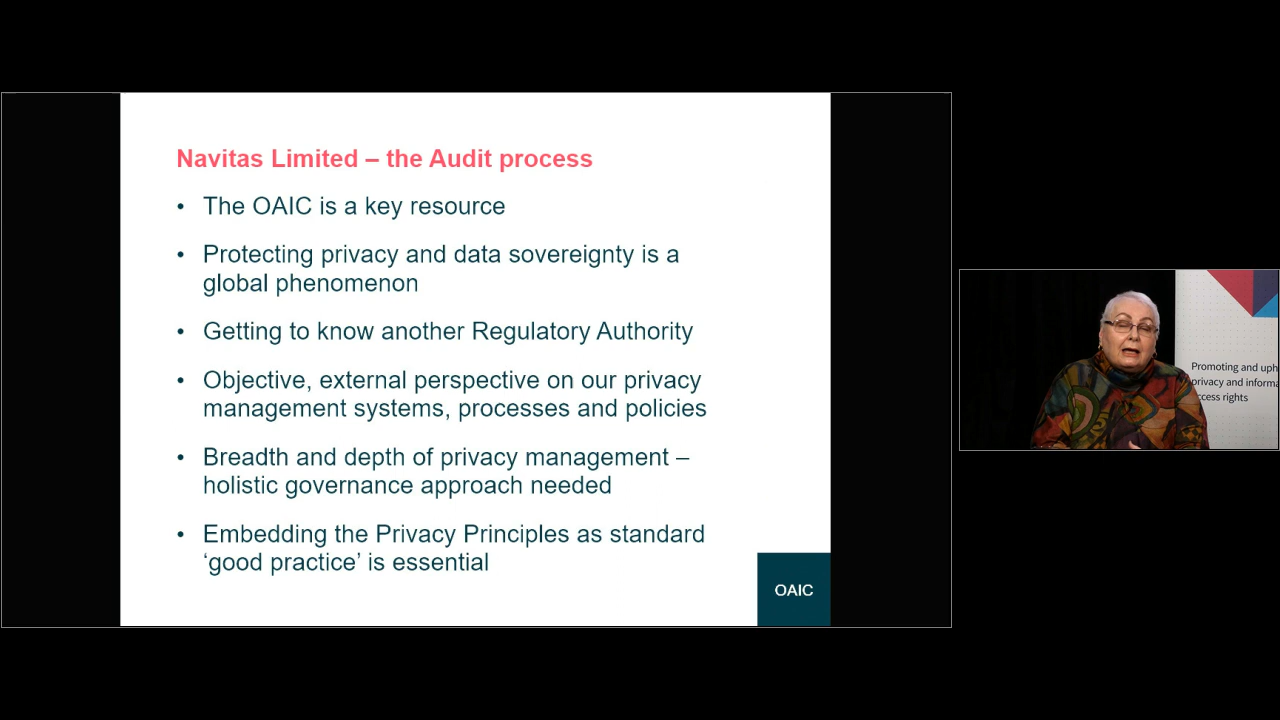 Navitas Limited – the Audit process
• The OAIC is a key resource
• Protecting privacy and data sovereignty is a
global phenomenon
• Getting to know another Regulatory Authority
• Objective, external perspective on our privacy
management systems, processes and policies
• Breadth and depth of privacy management –
holistic governance approach needed
• Embedding the Privacy Principles as standard
‘good practice’ is essential
OAIC
Promoting and uph
privacy and informa
ccess rights